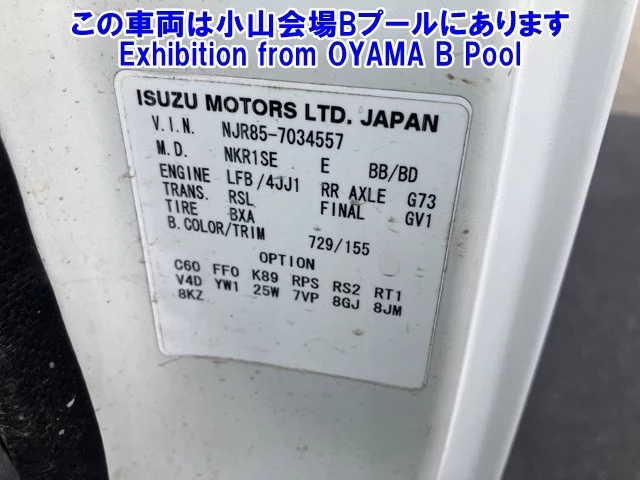 この車両は小山会場Bプールにあります
Exhibition from OYAMA B Pool
ISUZU MOTORS LTD. JAPAN
V.I.N. NJR85-7034557
M.D. NKR1SE E BB/BD
ENGINE LFB/4JJ1 RR AXLE G73
TRANS. RSL FINAL GV1
TIRE BXA
B.COLOR/TRIM 729/155
OPTION
C60 FF0 K89 RPS RS2 RT1
V4D YW1 25W 7VP 8GJ 8JM
8KZ